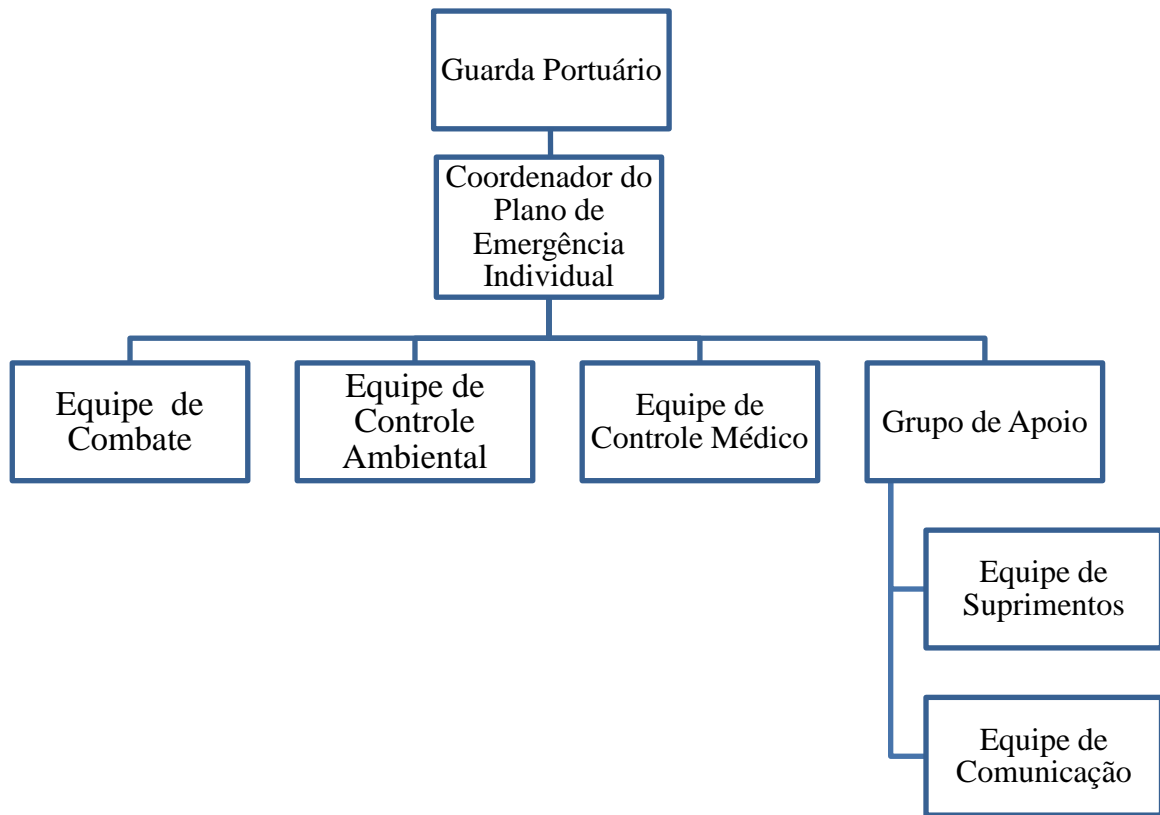 Guarda Portuário
Coordenador do
Plano de
Emergência
Individual
Equipe de
Combate
Equipe de
Controle
Ambiental
Equipe de
Controle Médico
Grupo de Apoio
Equipe de
Suprimentos
Equipe de
Comunicação